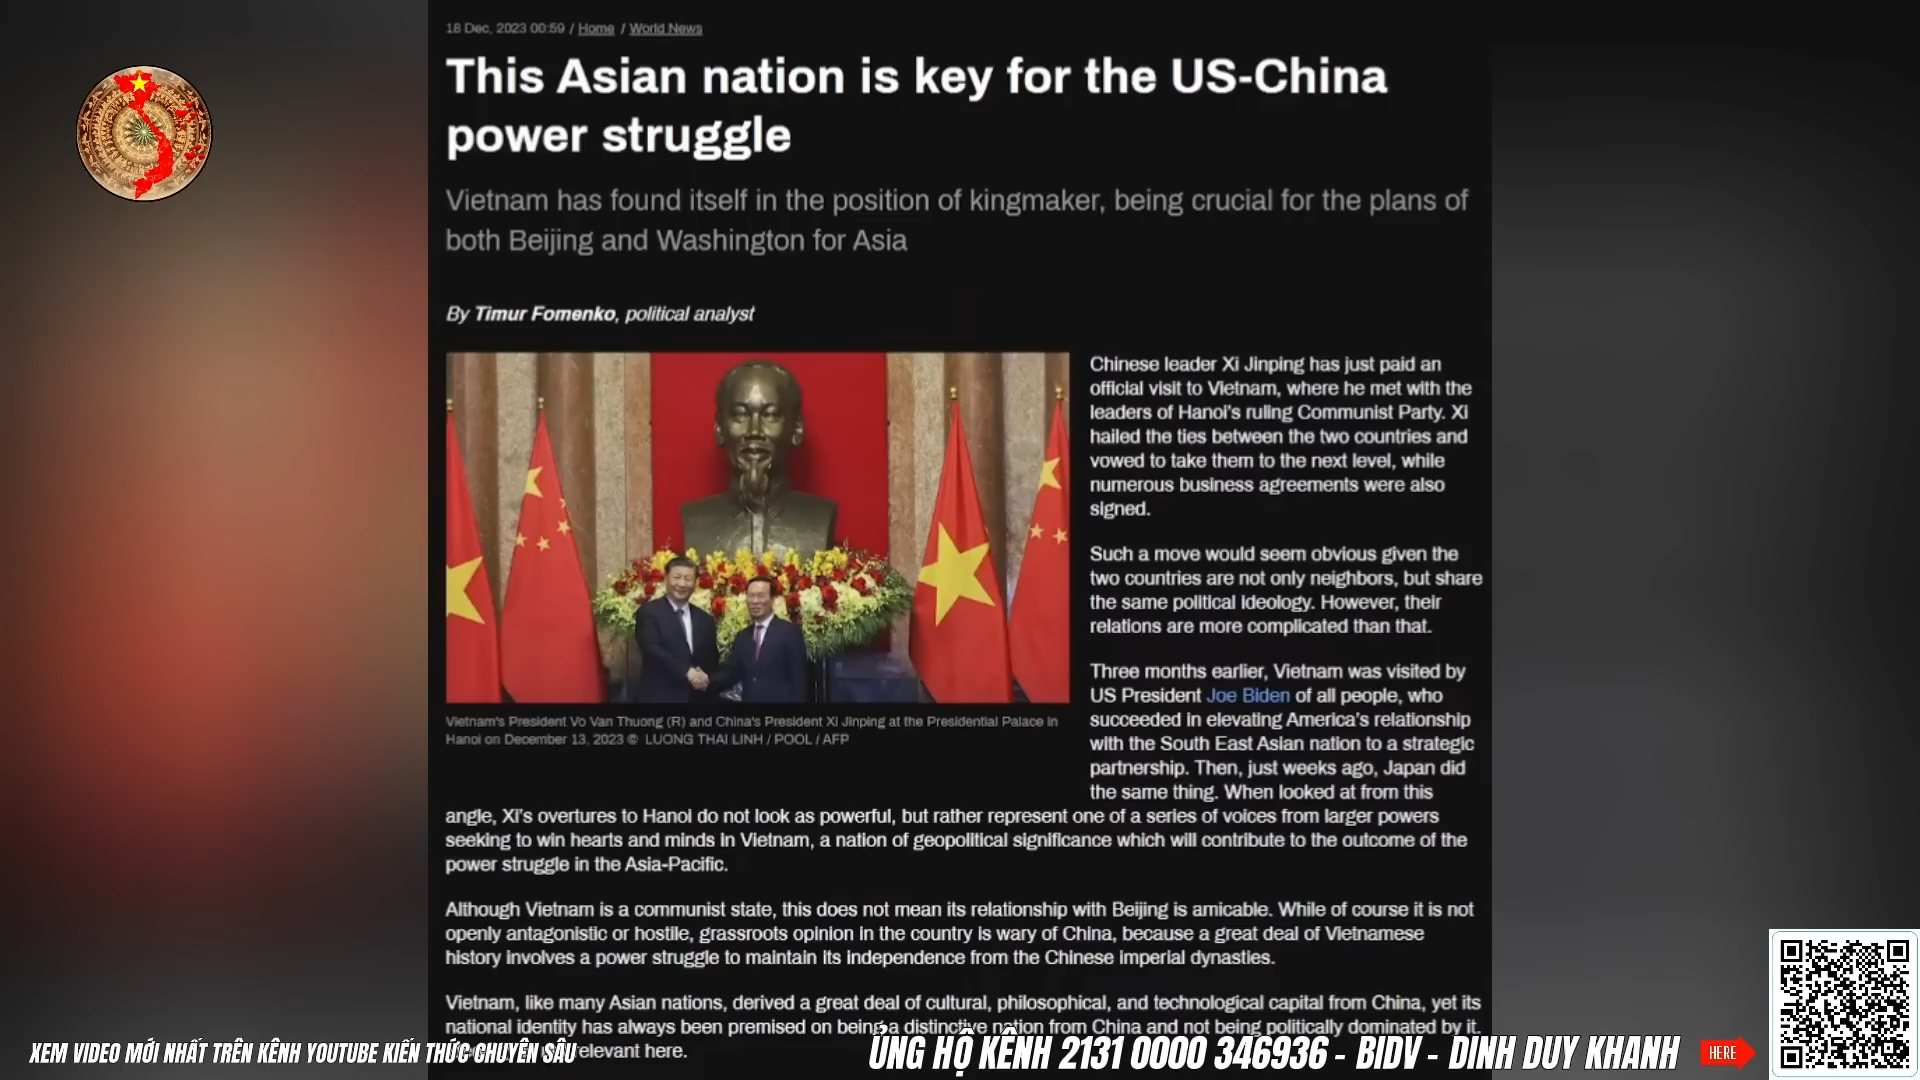 18 Dec, 2023 00:59 / Home / World News
This Asian nation is key for the US-China
power struggle
Vietnam has found itself in the position of kingmaker, being crucial for the plans of
both Beijing and Washington for Asia
By Timur Fomenko, political analyst
Vietnam's President Vo Van Thuong (R) and China's President Xi Jinping at the Presidential Palace in
Hanoi on December 13, 2023 © LUONG THAI LINH / POOL / AFP
Chinese leader Xi Jinping has just paid an
official visit to Vietnam, where he met with the
leaders of Hanoi's ruling Communist Party. Xi
hailed the ties between the two countries and
vowed to take them to the next level, while
numerous business agreements were also
signed.
Such a move would seem obvious given the
two countries are not only neighbors, but share
the same political ideology. However, their
relations are more complicated than that.
Three months earlier, Vietnam was visited by
US President Joe Biden of all people, who
succeeded in elevating America's relationship
with the South East Asian nation to a strategic
partnership. Then, just weeks ago, Japan did
the same thing. When looked at from this
angle, Xi's overtures to Hanoi do not look as powerful, but rather represent one of a series of voices from larger powers
seeking to win hearts and minds in Vietnam, a nation of geopolitical significance which will contribute to the outcome of the
power struggle in the Asia-Pacific.
Although Vietnam is a communist state, this does not mean its relationship with Beijing is amicable. While of course it is not
openly antagonistic or hostile, grassroots opinion in the country is wary of China, because a great deal of Vietnamese
history involves a power struggle to maintain its independence from the Chinese imperial dynasties.
Vietnam, like many Asian nations, derived a great deal of cultural, philosophical, and technological capital from China, yet its
national identity has always been premised on being a distinctive nation from China and not being politically dominated by it.
relevant here.
XEM VIDEO MỚI NHẤT TRÊN KÊNH YOUTUBE KIẾN THỨC CHUYÊN SÂU
ỦNG HỘ KÊNH 2131 0000 346936 - BIDV - DINH DUY KHANH
HERE